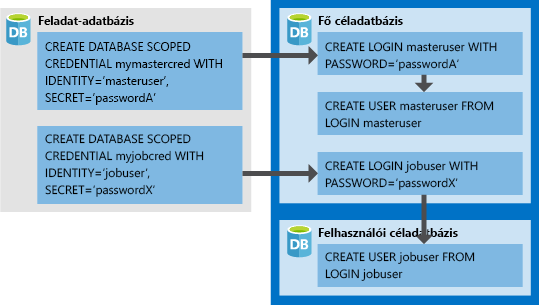 DB
Feladat-adatbázis
CREATE DATABASE SCOPED
CREDENTIAL mymastercred WITH
IDENTITY=‘masteruser’,
SECRET=‘passwordA’
CREATE DATABASE SCOPED
CREDENTIAL myjobcred WITH
IDENTITY=‘jobuser’,
SECRET=‘passwordX’
DB
Fő céladatbázis
CREATE LOGIN masteruser WITH
PASSWORD=‘passwordA’
CREATE USER masteruser FROM
LOGIN masteruser
CREATE LOGIN jobuser WITH
PASSWORD=‘passwordX’
DB
Felhasználói céladatbázis
CREATE USER jobuser FROM
LOGIN jobuser